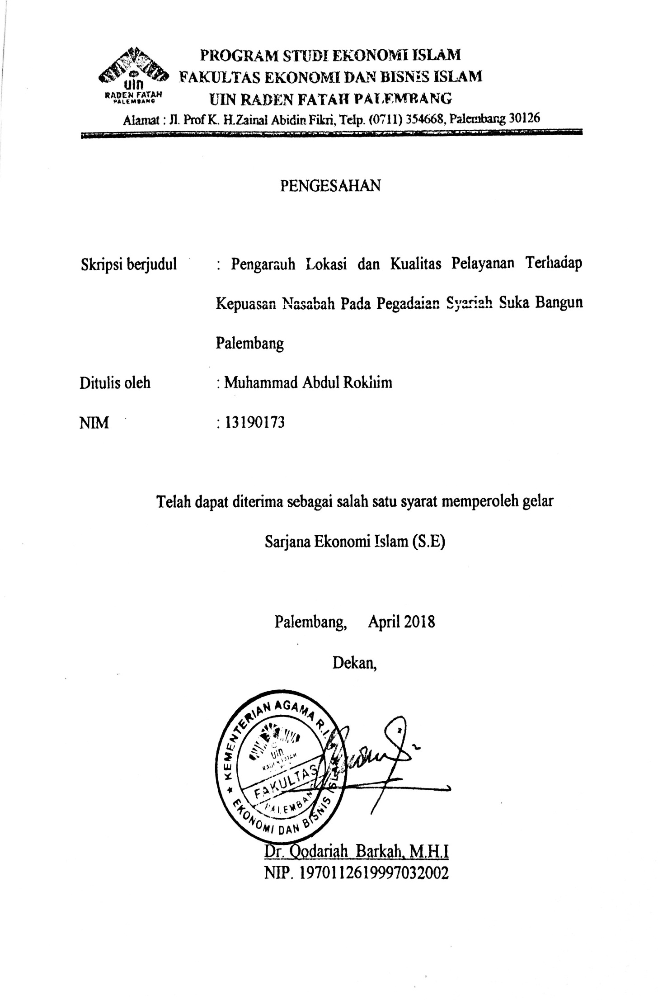 uin
RADEN FATAH
PALEMBANG
PROGRAM STUDI EKONOMI ISLAM
FAKULTAS EKONOMI DAN BISNIS ISLAM
UIN RADEN FATAH PALEMBANG
Alamat : Jl. Prof K. H.Zainal Abidin Fikri, Telp. (0711) 354668, Palembang 30126
PENGESAHAN
Skripsi berjudul : Pengarauh Lokasi dan Kualitas Pelayanan Terhadap
Kepuasan Nasabah Pada Pegadaian Syariah Suka Bangun
Palembang
Ditulis oleh : Muhammad Abdul Rokhim
NIM : 13190173
Telah dapat diterima sebagai salah satu syarat memperoleh gelar
Sarjana Ekonomi Islam (S.E)
Palembang, April 2018
Dekan,
KEMENTERIAN AGAMA R.I.
uin
RADEN FATAH
FAKULTAS
PALEMBANG
★ EKONOMI DAN BISNIS ISLAM
Dr. Qodariah Barkah, M.H.I
NIP. 1970112619997032002